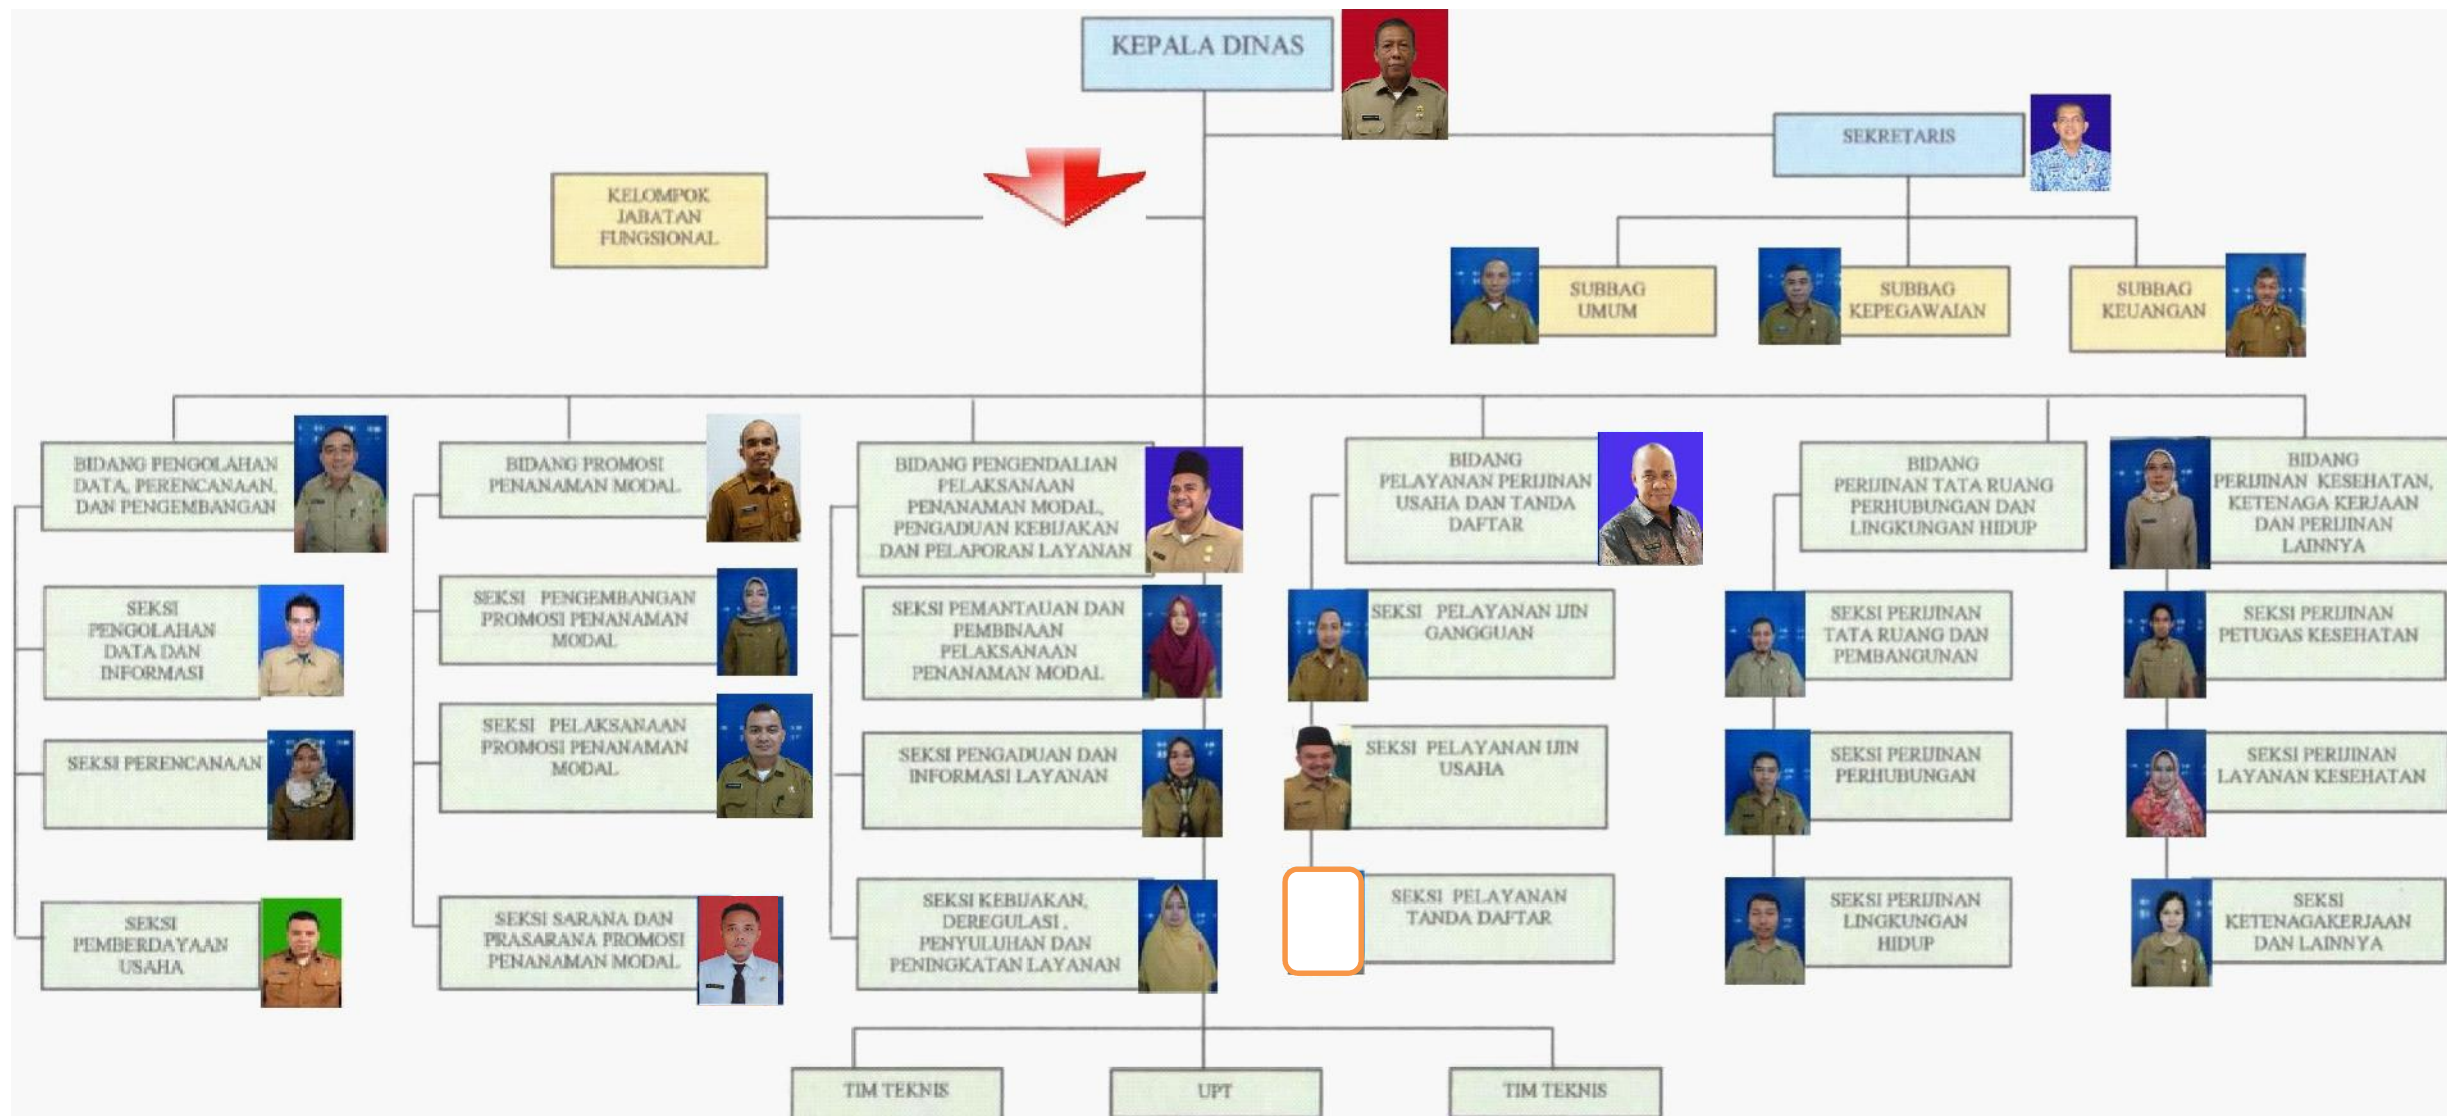 KEPALA DINAS
SEKRETARIS
KELOMPOK
JABATAN
FUNGSIONAL
SUBBAG
UMUM
SUBBAG
KEPEGAWAIAN
SUBBAG
KEUANGAN
BIDANG PENGOLAHAN
DATA, PERENCANAAN,
DAN PENGEMBANGAN
BIDANG PROMOSI
PENANAMAN MODAL
BIDANG PENGENDALIAN
PELAKSANAAN
PENANAMAN MODAL,
PENGADUAN KEBIJAKAN
DAN PELAPORAN LAYANAN
BIDANG
PELAYANAN PERIJINAN
USAHA DAN TANDA
DAFTAR
BIDANG
PERIJINAN TATA RUANG
PERHUBUNGAN DAN
LINGKUNGAN HIDUP
BIDANG
PERIJINAN KESEHATAN,
KETENAGA KERJAAN
DAN PERIJINAN
LAINNYA
SEKSI
PENGOLAHAN
DATA DAN
INFORMASI
SEKSI PENGEMBANGAN
PROMOSI PENANAMAN
MODAL
SEKSI PEMANTAUAN DAN
PEMBINAAN
PELAKSANAAN
PENANAMAN MODAL
SEKSI PELAYANAN IJIN
GANGGUAN
SEKSI PERIJINAN
TATA RUANG DAN
PEMBANGUNAN
SEKSI PERIJINAN
PETUGAS KESEHATAN
SEKSI PERENCANAAN
SEKSI PELAKSANAAN
PROMOSI PENANAMAN
MODAL
SEKSI PENGADUAN DAN
INFORMASI LAYANAN
SEKSI PELAYANAN IJIN
USAHA
SEKSI PERIJINAN
PERHUBUNGAN
SEKSI PERIJINAN
LAYANAN KESEHATAN
SEKSI
PEMBERDAYAAN
USAHA
SEKSI SARANA DAN
PRASARANA PROMOSI
PENANAMAN MODAL
SEKSI KEBIJAKAN,
DEREGULASI ,
PENYULUHAN DAN
PENINGKATAN LAYANAN
SEKSI PELAYANAN
TANDA DAFTAR
SEKSI PERIJINAN
LINGKUNGAN
HIDUP
SEKSI
KETENAGAKERJAAN
DAN LAINNYA
TIM TEKNIS
UPT
TIM TEKNIS